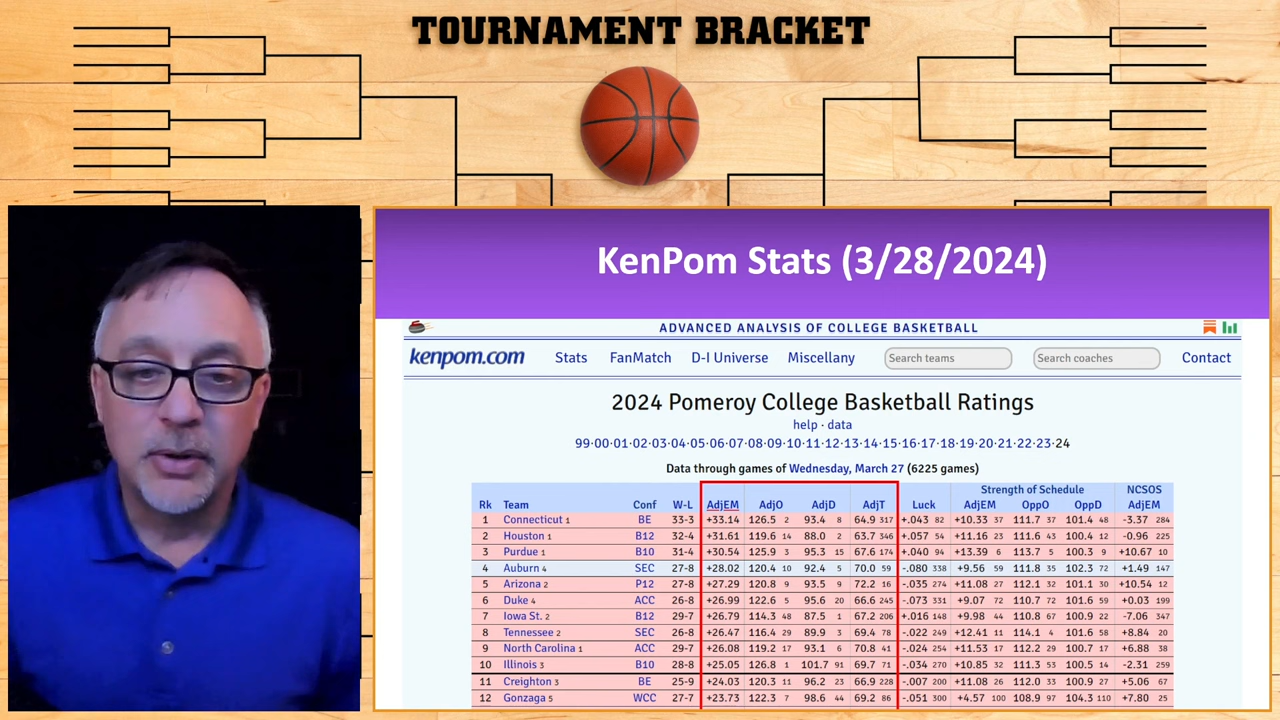 TOURNAMENT BRACKET
KenPom Stats (3/28/2024)
ADVANCED ANALYSIS OF COLLEGE BASKETBALL
kenpom.com Stats FanMatch D-I Universe Miscellany Search teams Search coaches Contact
2024 Pomeroy College Basketball Ratings
help · data
99·00·01·02·03·04·05·06·07·08·09·10·11·12·13·14·15·16·17·18·19·20·21·22·23·24
Data through games of Wednesday, March 27 (6225 games)
Strength of Schedule NCSOS
Rk Team Conf W-L AdjEM AdjO AdjD AdjT Luck AdjEM OppO OppD AdjEM
1 Connecticut 1 BE 33-3 +33.14 126.5 2 93.4 8 64.9 317 +.043 82 +10.33 37 111.7 37 101.4 48 -3.37 284
2 Houston 1 B12 32-4 +31.61 119.6 14 88.0 2 63.7 346 +.057 54 +11.16 23 111.6 43 100.4 12 -0.96 225
3 Purdue 1 B10 31-4 +30.54 125.9 3 95.3 15 67.6 174 +.040 94 +13.39 6 113.7 5 100.3 9 +10.67 10
4 Auburn 4 SEC 27-8 +28.02 120.4 10 92.4 5 70.0 59 -.080 338 +9.56 59 111.8 35 102.3 72 +1.49 147
5 Arizona 2 P12 27-8 +27.29 120.8 9 93.5 9 72.2 16 -.035 274 +11.08 27 112.1 32 101.1 30 +10.54 12
6 Duke 4 ACC 26-8 +26.99 122.6 5 95.6 20 66.6 245 -.073 331 +9.07 72 110.7 72 101.6 59 +0.03 199
7 Iowa St. 2 B12 29-7 +26.79 114.3 48 87.5 1 67.2 206 +.016 148 +9.98 44 110.8 67 100.9 22 -7.06 347
8 Tennessee 2 SEC 26-8 +26.47 116.4 29 89.9 3 69.4 78 -.022 249 +12.41 11 114.1 4 101.6 58 +8.84 20
9 North Carolina 1 ACC 29-7 +26.08 119.2 17 93.1 6 70.8 41 -.024 254 +11.53 17 112.2 29 100.7 17 +6.88 38
10 Illinois 3 B10 28-8 +25.05 126.8 1 101.7 91 69.7 71 -.034 270 +10.85 32 111.3 53 100.5 14 -2.31 259
11 Creighton 3 BE 25-9 +24.03 120.3 11 96.2 23 66.9 228 -.007 200 +11.08 26 112.0 33 100.9 27 +5.06 67
12 Gonzaga 5 WCC 27-7 +23.73 122.3 7 98.6 44 69.2 86 -.051 300 +4.57 100 108.9 97 104.3 110 +7.80 25